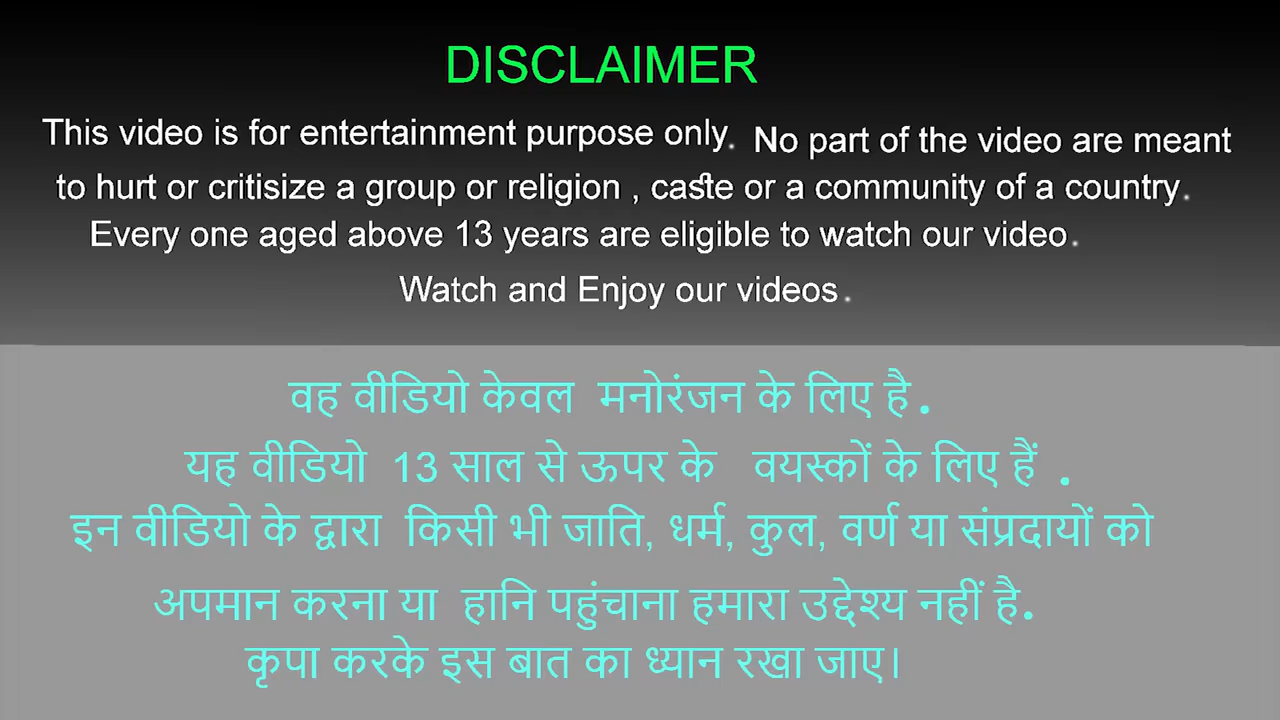 DISCLAIMER
This video is for entertainment purpose only. No part of the video are meant
to hurt or critisize a group or religion , caste or a community of a country.
Every one aged above 13 years are eligible to watch our video.
Watch and Enjoy our videos.
वह वीडियो केवल मनोरंजन के लिए है.
यह वीडियो 13 साल से ऊपर के वयस्कों के लिए हैं .
इन वीडियो के द्वारा किसी भी जाति, धर्म, कुल, वर्ण या संप्रदायों को
अपमान करना या हानि पहुंचाना हमारा उद्देश्य नहीं है.
कृपा करके इस बात का ध्यान रखा जाए।